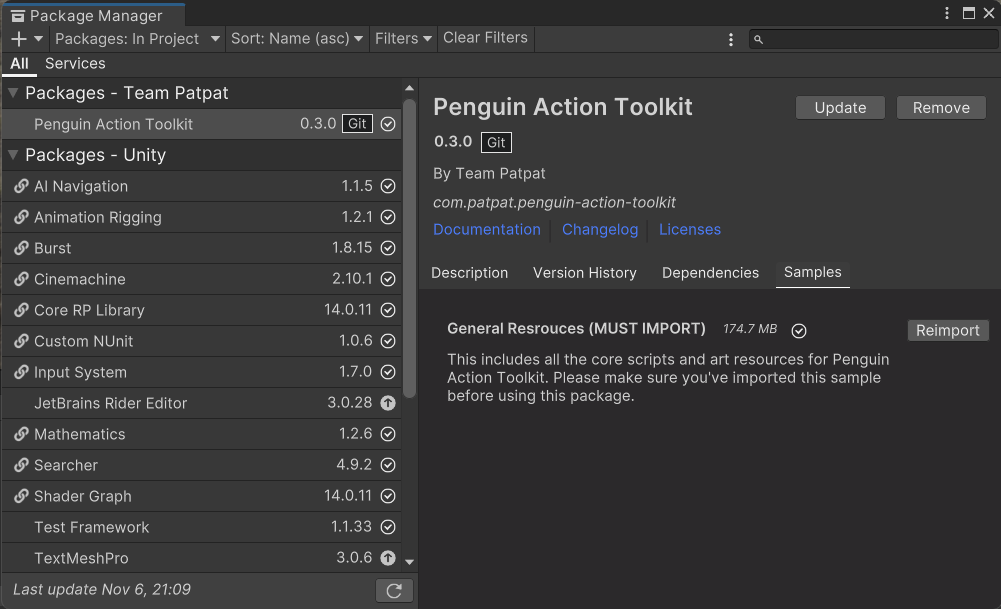 Package Manager
Packages: In Project Sort: Name (asc) Filters Clear Filters
All Services
Packages - Team Patpat
Penguin Action Toolkit 0.3.0 Git
Packages - Unity
AI Navigation 1.1.5
Animation Rigging 1.2.1
Burst 1.8.15
Cinemachine 2.10.1
Core RP Library 14.0.11
Custom NUnit 1.0.6
Input System 1.7.0
JetBrains Rider Editor 3.0.28
Mathematics 1.2.6
Searcher 4.9.2
Shader Graph 14.0.11
Test Framework 1.1.33
TextMeshPro 3.0.6
Last update Nov 6, 21:09
Penguin Action Toolkit Update Remove
0.3.0 Git
By Team Patpat
com.patpat.penguin-action-toolkit
Documentation Changelog Licenses
Description Version History Dependencies Samples
General Resrouces (MUST IMPORT) 174.7 MB Reimport
This includes all the core scripts and art resources for Penguin
Action Toolkit. Please make sure you've imported this sample
before using this package.